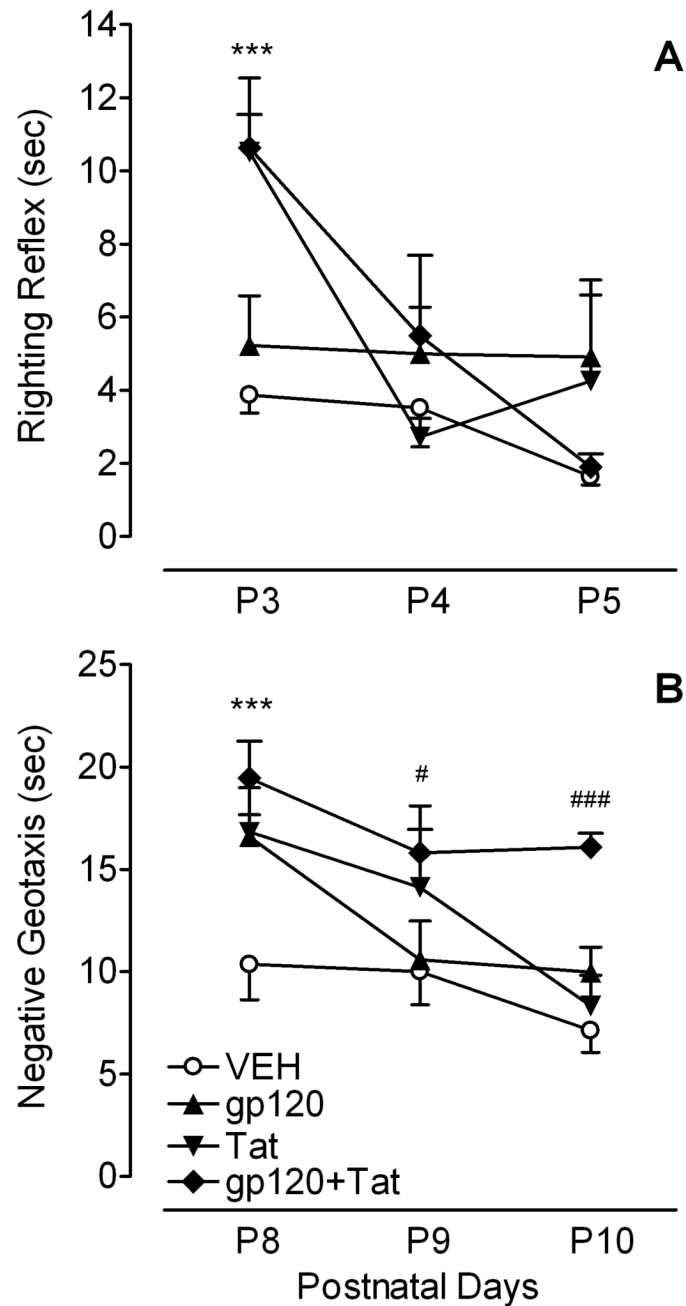 14
***
A
12
10
8
6
4
2
0
Righting Reflex (sec)
P3 P4 P5
25
B
***
20
#
###
15
10
5
0
Negative Geotaxis (sec)
VEH
gp120
Tat
gp120+Tat
P8 P9 P10
Postnatal Days